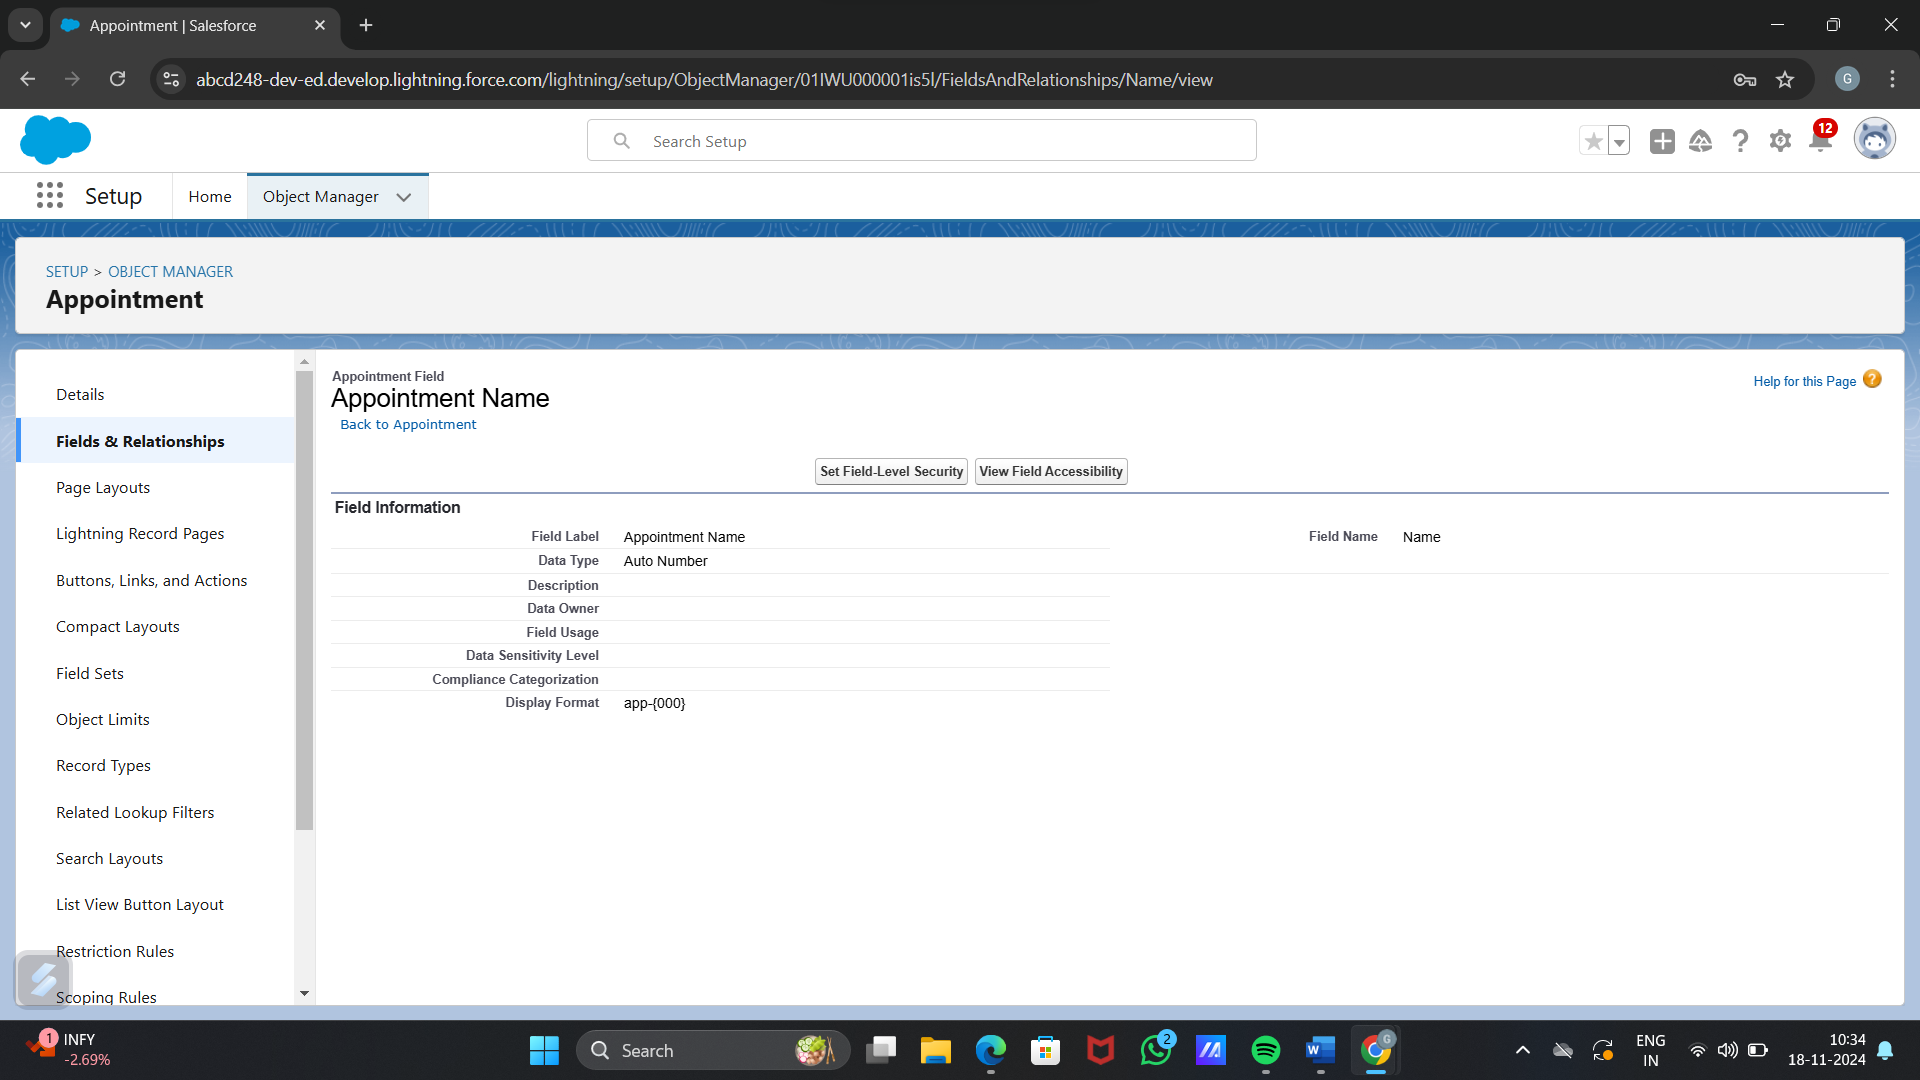 Appointment | Salesforce
abcd248-dev-ed.develop.lightning.force.com/lightning/setup/ObjectManager/01IWU000001is5l/FieldsAndRelationships/Name/view
G
Search Setup
12
Setup
Home
Object Manager
SETUP > OBJECT MANAGER
Appointment
Details
Fields & Relationships
Page Layouts
Lightning Record Pages
Buttons, Links, and Actions
Compact Layouts
Field Sets
Object Limits
Record Types
Related Lookup Filters
Search Layouts
List View Button Layout
Restriction Rules
Scoping Rules
Appointment Field
Appointment Name
Back to Appointment
Help for this Page
Set Field-Level Security
View Field Accessibility
Field Information
Field Label Appointment Name
Field Name Name
Data Type Auto Number
Description
Data Owner
Field Usage
Data Sensitivity Level
Compliance Categorization
Display Format app-{000}
1
INFY
-2.69%
Search
2
W
G
ENG
IN
10:34
18-11-2024